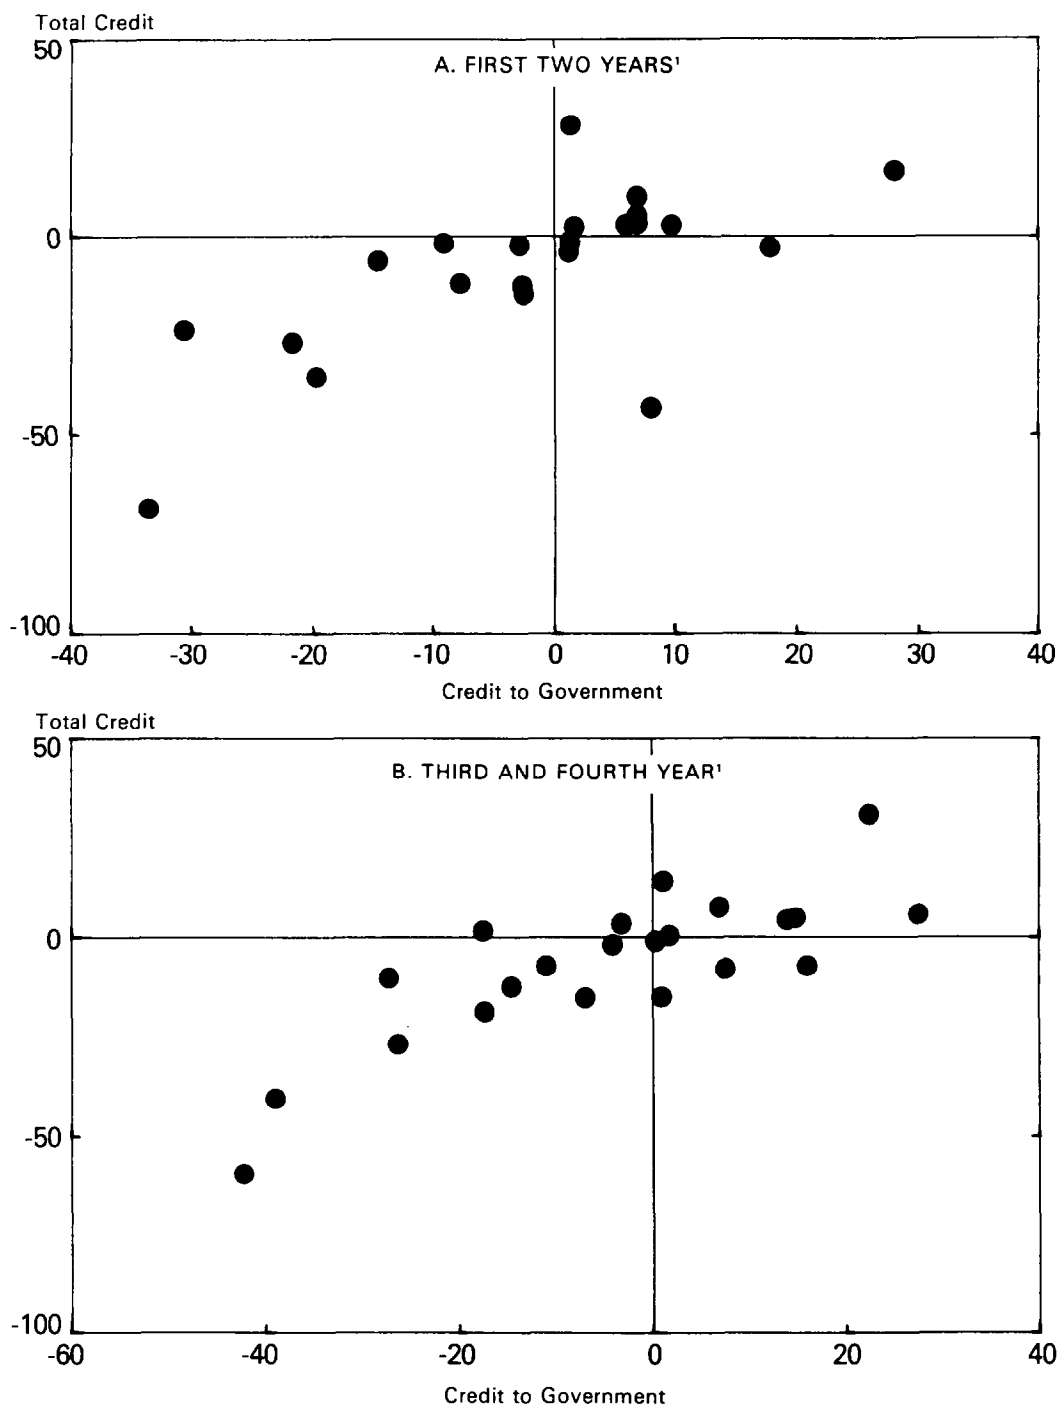 Total Credit
50
A. FIRST TWO YEARS¹
0
-50
-100
-40 -30 -20 -10 0 10 20 30 40
Credit to Government
Total Credit
50
B. THIRD AND FOURTH YEAR¹
0
-50
-100
-60 -40 -20 0 20 40
Credit to Government